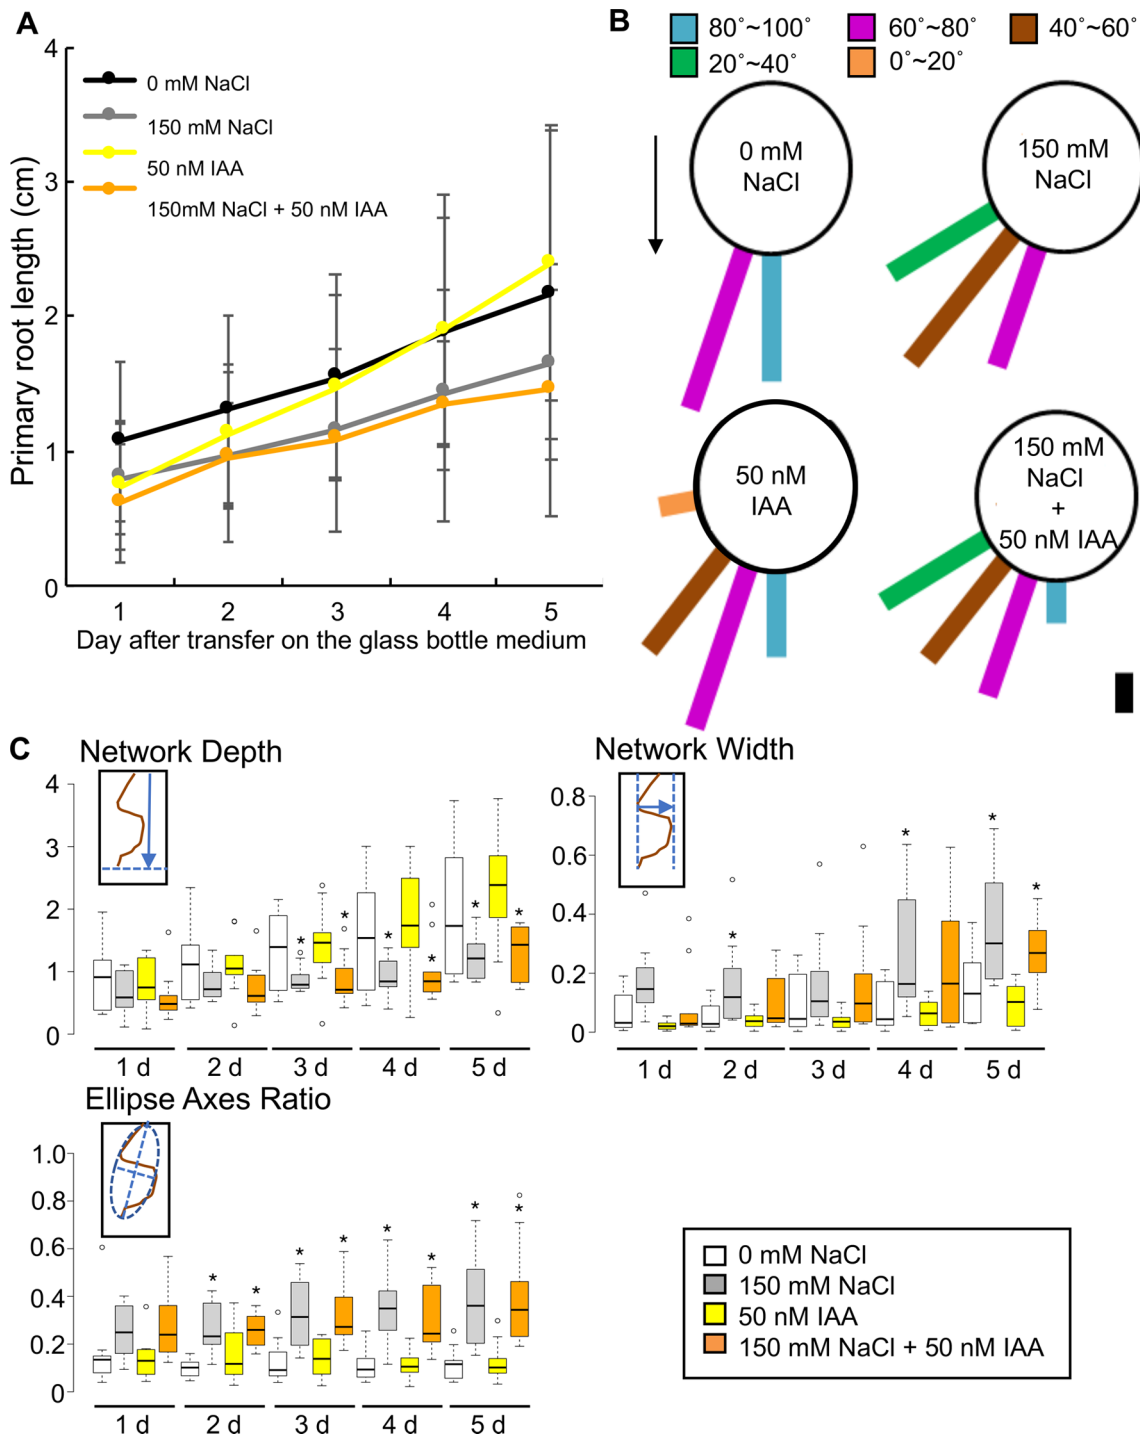 A
4
3
2
1
0
Primary root length (cm)
0 mM NaCl
150 mM NaCl
50 nM IAA
150mM NaCl + 50 nM IAA
1 2 3 4 5
Day after transfer on the glass bottle medium
B
80°~100° 60°~80° 40°~60°
20°~40° 0°~20°
0 mM
NaCl
150 mM
NaCl
50 nM
IAA
150 mM
NaCl
+
50 nM IAA
C
Network Depth
4
3
2
1
0
* * * * * *
1 d 2 d 3 d 4 d 5 d
Network Width
0.8
0.6
0.4
0.2
0
* * * *
1 d 2 d 3 d 4 d 5 d
Ellipse Axes Ratio
1.0
0.8
0.6
0.4
0.2
0
* * * * * * * *
1 d 2 d 3 d 4 d 5 d
0 mM NaCl
150 mM NaCl
50 nM IAA
150 mM NaCl + 50 nM IAA